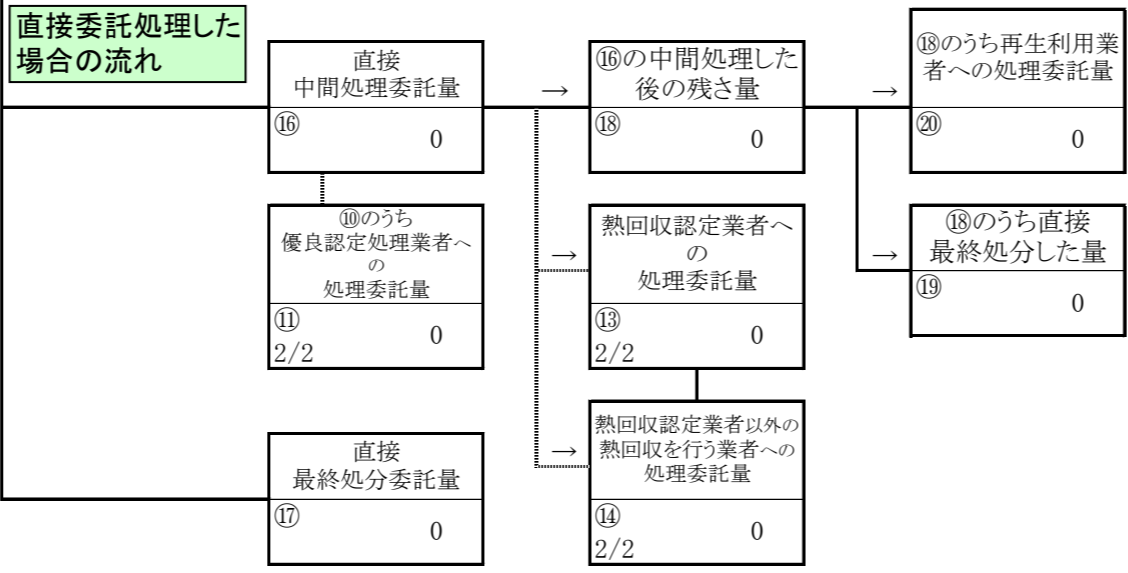 直接委託処理した
場合の流れ
直接
中間処理委託量
⑯
0
→
⑯の中間処理した
後の残さ量
⑱
0
→
⑱のうち再生利用業
者への処理委託量
⑳
0
⑩のうち
優良認定処理業者へ
の
処理委託量
⑪
2/2
0
→
熱回収認定業者へ
の
処理委託量
⑬
2/2
0
→
⑱のうち直接
最終処分した量
⑲
0
直接
最終処分委託量
⑰
0
→
熱回収認定業者以外の
熱回収を行う業者への
処理委託量
⑭
2/2
0